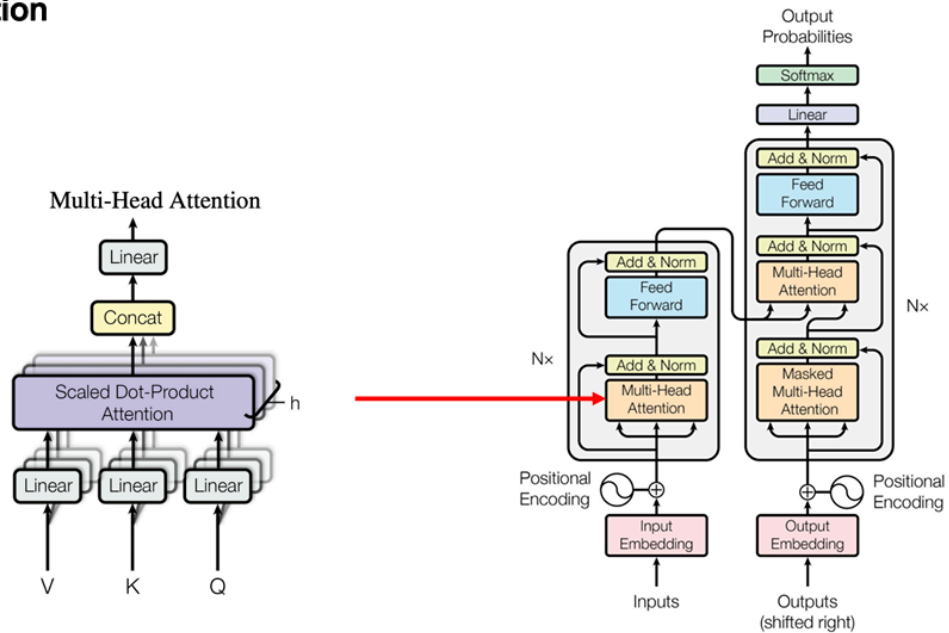 tion
Multi-Head Attention
Linear
Concat
Scaled Dot-Product
Attention
h
Linear
Linear
Linear
V
K
Q
Output
Probabilities
Softmax
Linear
Add & Norm
Feed
Forward
Add & Norm
Multi-Head
Attention
Nx
Add & Norm
Masked
Multi-Head
Attention
Positional
Encoding
Output
Embedding
Outputs
(shifted right)
Add & Norm
Feed
Forward
Nx
Add & Norm
Multi-Head
Attention
Positional
Encoding
Input
Embedding
Inputs